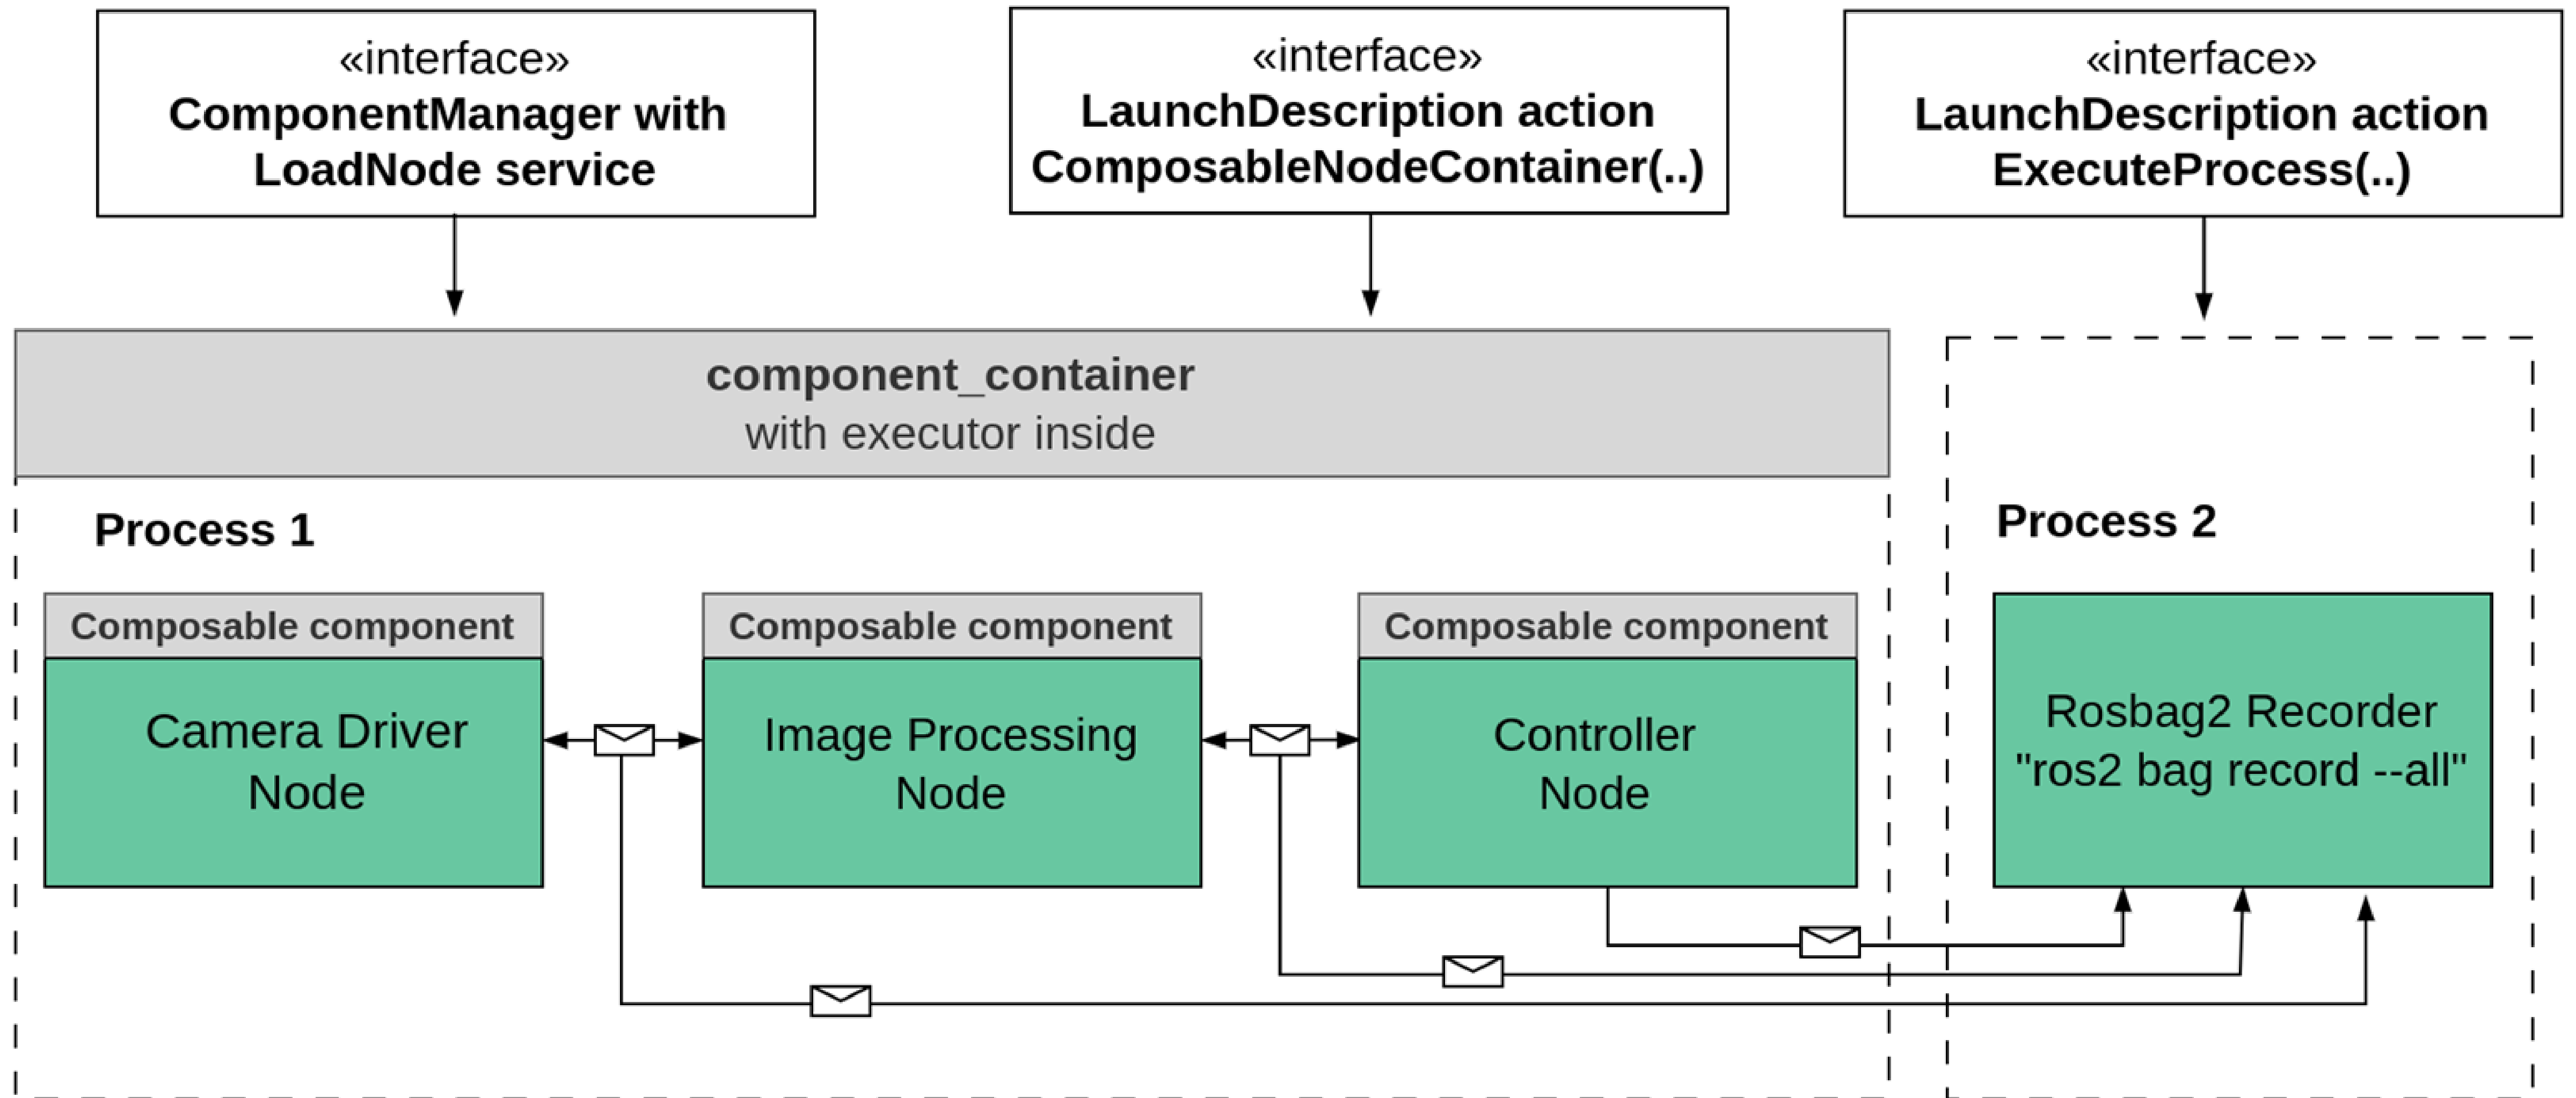 «interface»
ComponentManager with
LoadNode service
«interface»
LaunchDescription action
ComposableNodeContainer(..)
«interface»
LaunchDescription action
ExecuteProcess(..)
component_container
with executor inside
Process 1
Process 2
Composable component
Camera Driver
Node
Composable component
Image Processing
Node
Composable component
Controller
Node
Rosbag2 Recorder
"ros2 bag record --all"